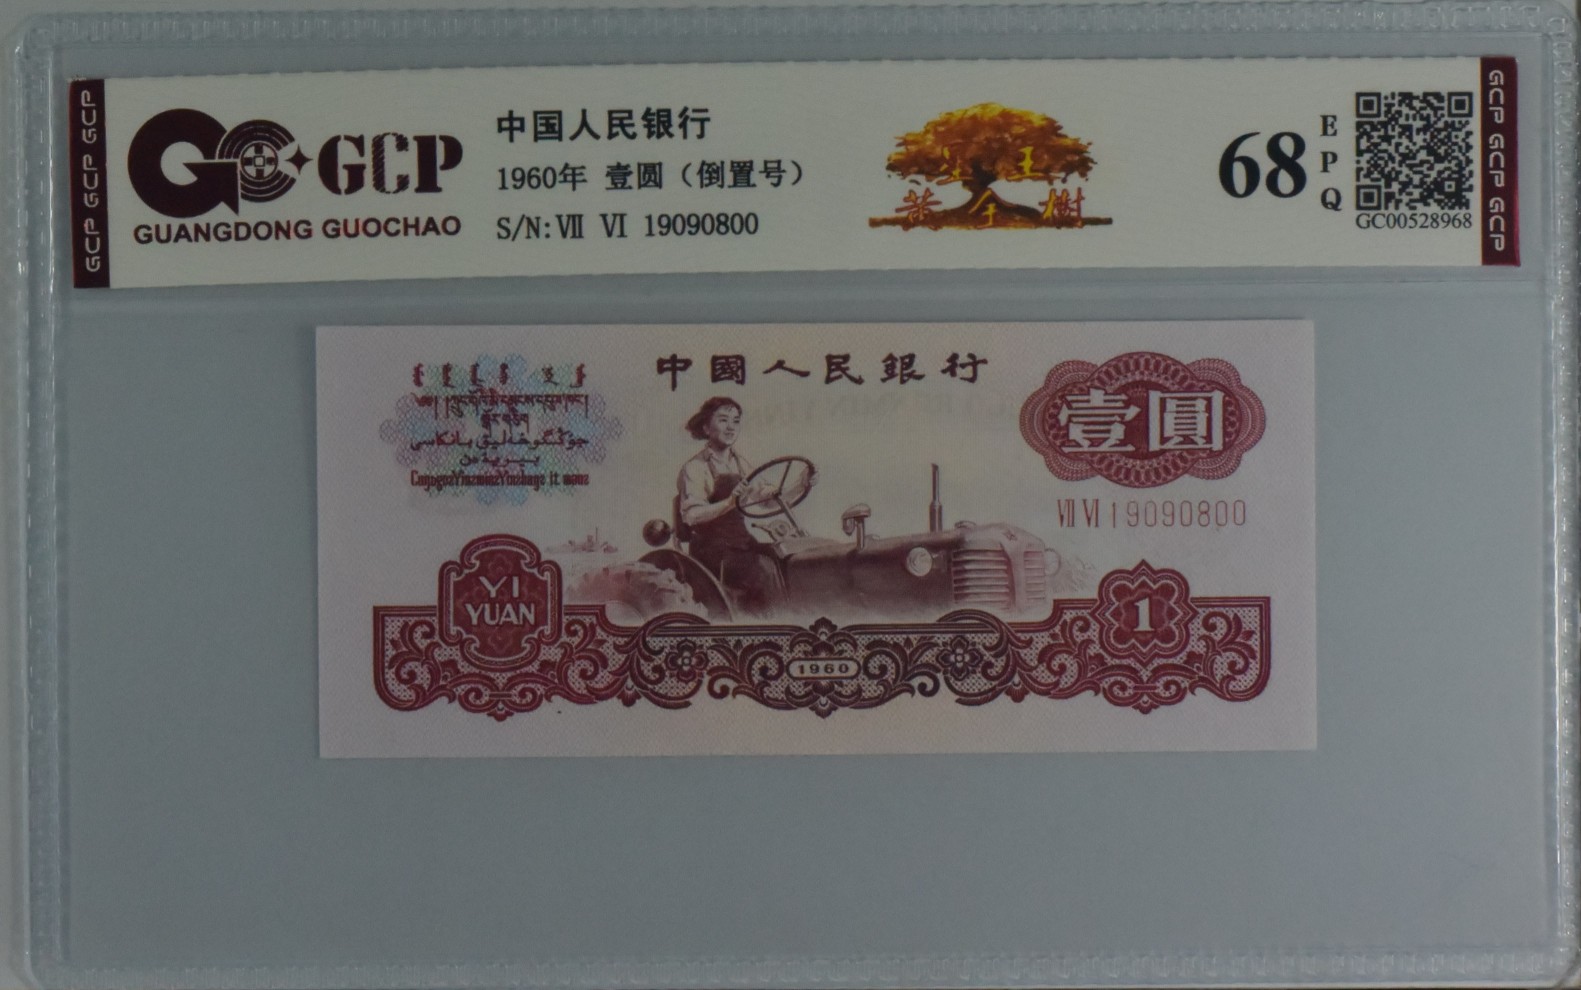 GCP GCP GCP
GCP
GUANGDONG GUOCHAO
中国人民银行
1960年 壹圆（倒置号）
S/N: Ⅶ Ⅵ 19090800
黄金王树
68
E
P
Q
GC00528968
GCP GCP GCP
中國人民銀行
壹圓
Ⅶ Ⅵ 19090800
YI
YUAN
1960
1